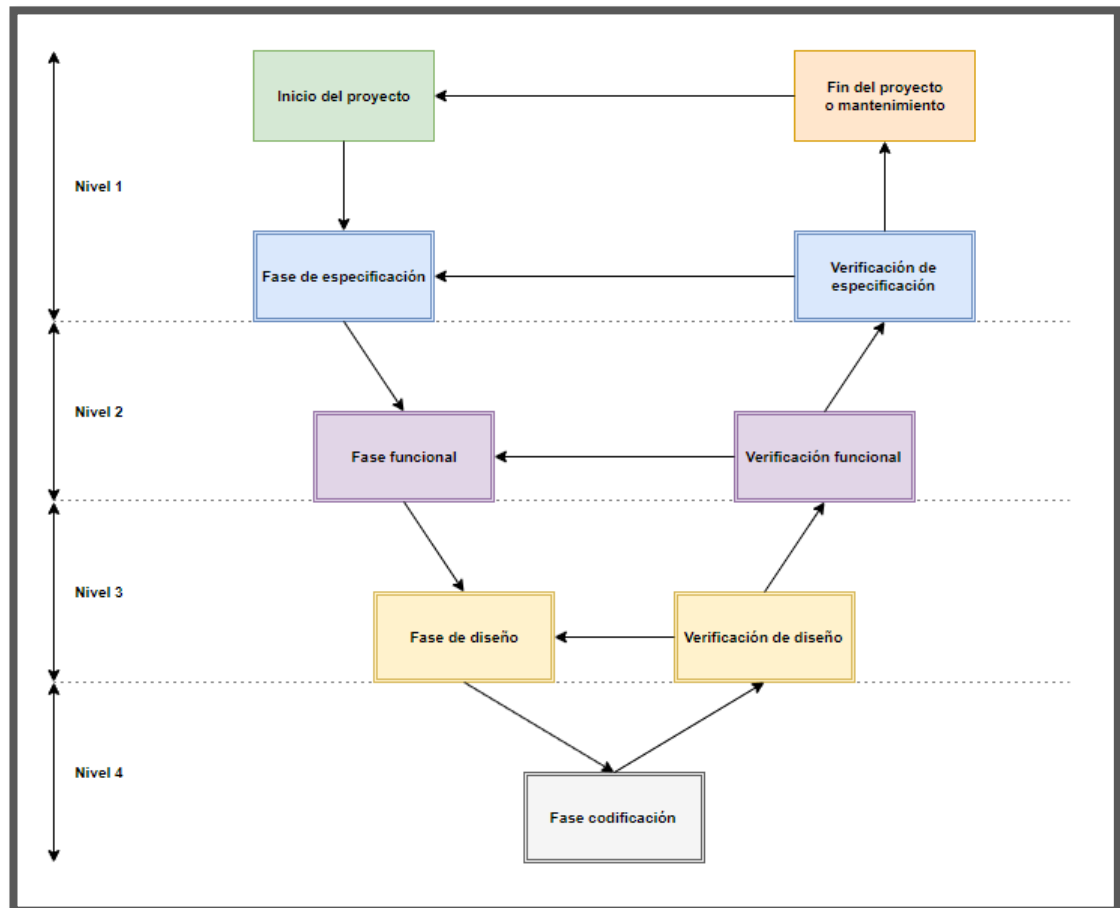 Inicio del proyecto
Fin del proyecto
o mantenimiento
Nivel 1
Fase de especificación
Verificación de
especificación
Nivel 2
Fase funcional
Verificación funcional
Nivel 3
Fase de diseño
Verificación de diseño
Nivel 4
Fase codificación